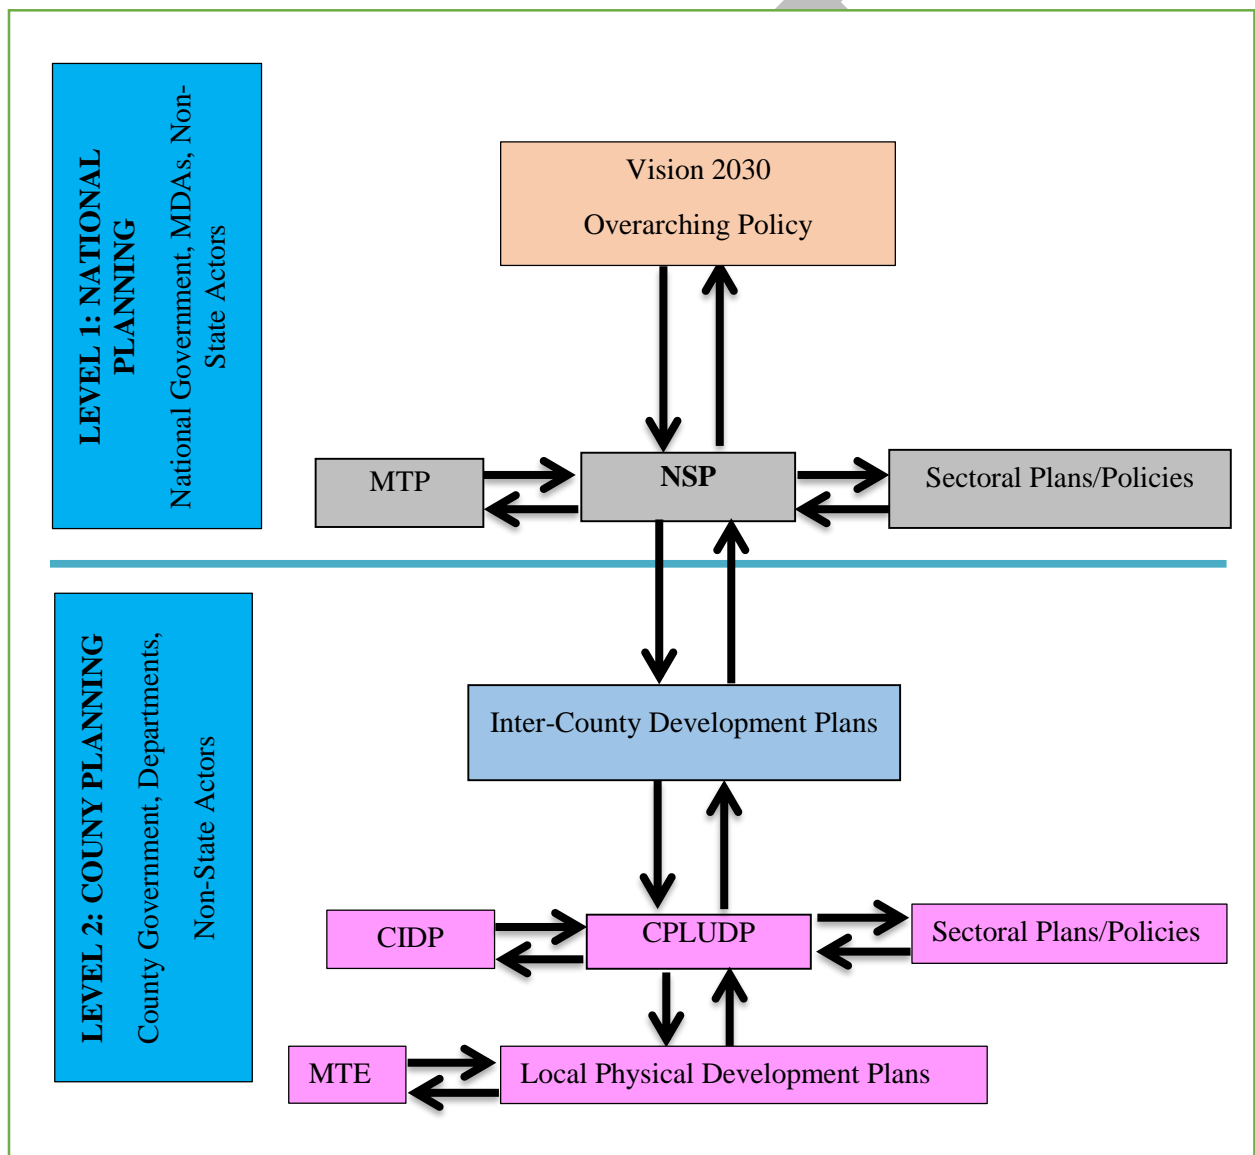 LEVEL 1: NATIONAL
PLANNING
National Government, MDAs, Non-
State Actors
Vision 2030
Overarching Policy
MTP
NSP
Sectoral Plans/Policies
LEVEL 2: COUNY PLANNING
County Government, Departments,
Non-State Actors
Inter-County Development Plans
CIDP
CPLUDP
Sectoral Plans/Policies
MTE
Local Physical Development Plans